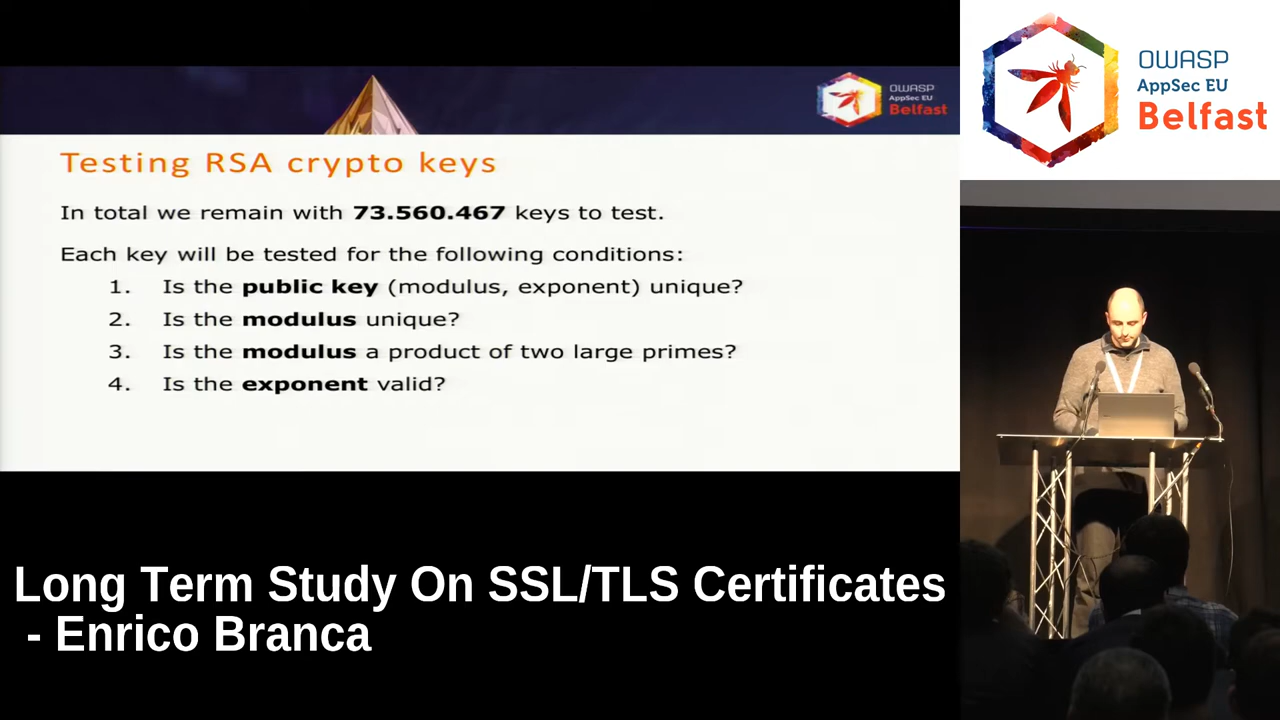 OWASP
AppSec EU
Belfast
OWASP
AppSec EU
Belfast
Testing RSA crypto keys
In total we remain with 73.560.467 keys to test.
Each key will be tested for the following conditions:
1. Is the public key (modulus, exponent) unique?
2. Is the modulus unique?
3. Is the modulus a product of two large primes?
4. Is the exponent valid?
Long Term Study On SSL/TLS Certificates
- Enrico Branca